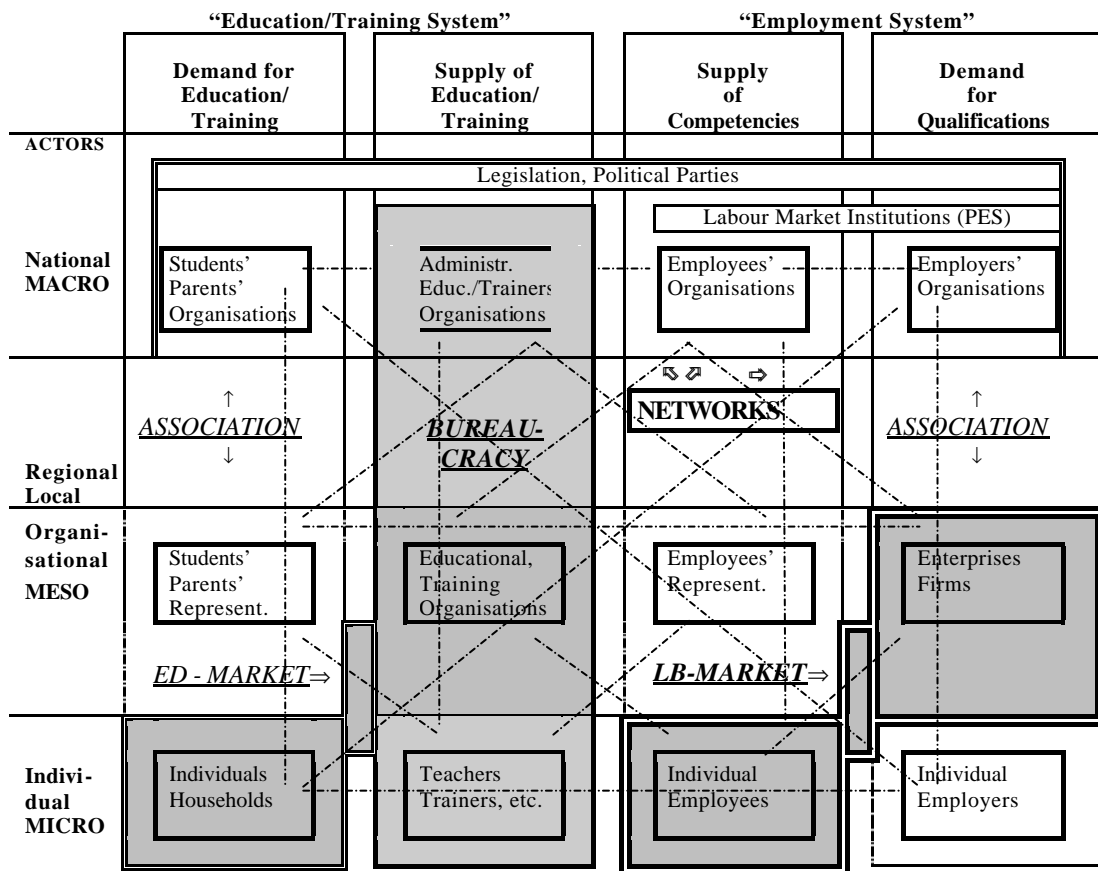 “Education/Training System”
“Employment System”
Demand for
Education/
Training
Supply of
Education/
Training
Supply
of
Competencies
Demand
for
Qualifications
ACTORS
Legislation, Political Parties
Labour Market Institutions (PES)
National
MACRO
Students’
Parents’
Organisations
Administr.
Educ./Trainers
Organisations
Employees’
Organisations
Employers’
Organisations
↑
ASSOCIATION
↓
BUREAU-
CRACY
⇖ ⇗ ⇨
NETWORKS
↑
ASSOCIATION
↓
Regional
Local
Organi-
sational
MESO
Students’
Parents’
Represent.
Educational,
Training
Organisations
Employees’
Represent.
Enterprises
Firms
ED - MARKET⇒
LB-MARKET⇒
Indivi-
dual
MICRO
Individuals
Households
Teachers
Trainers, etc.
Individual
Employees
Individual
Employers